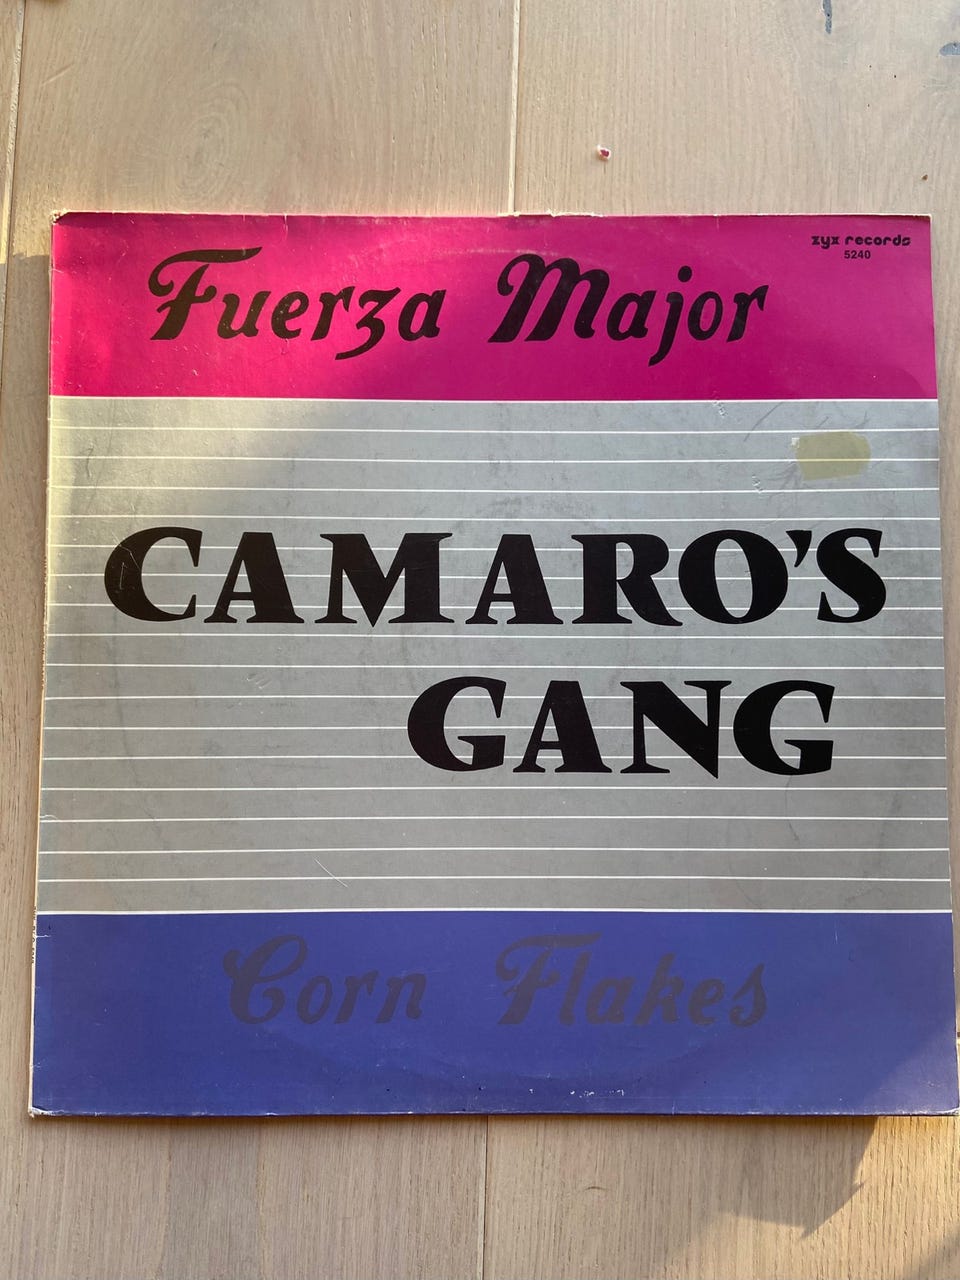 zyx records
5240
Fuerza Major
CAMARO'S
GANG
Corn Flakes